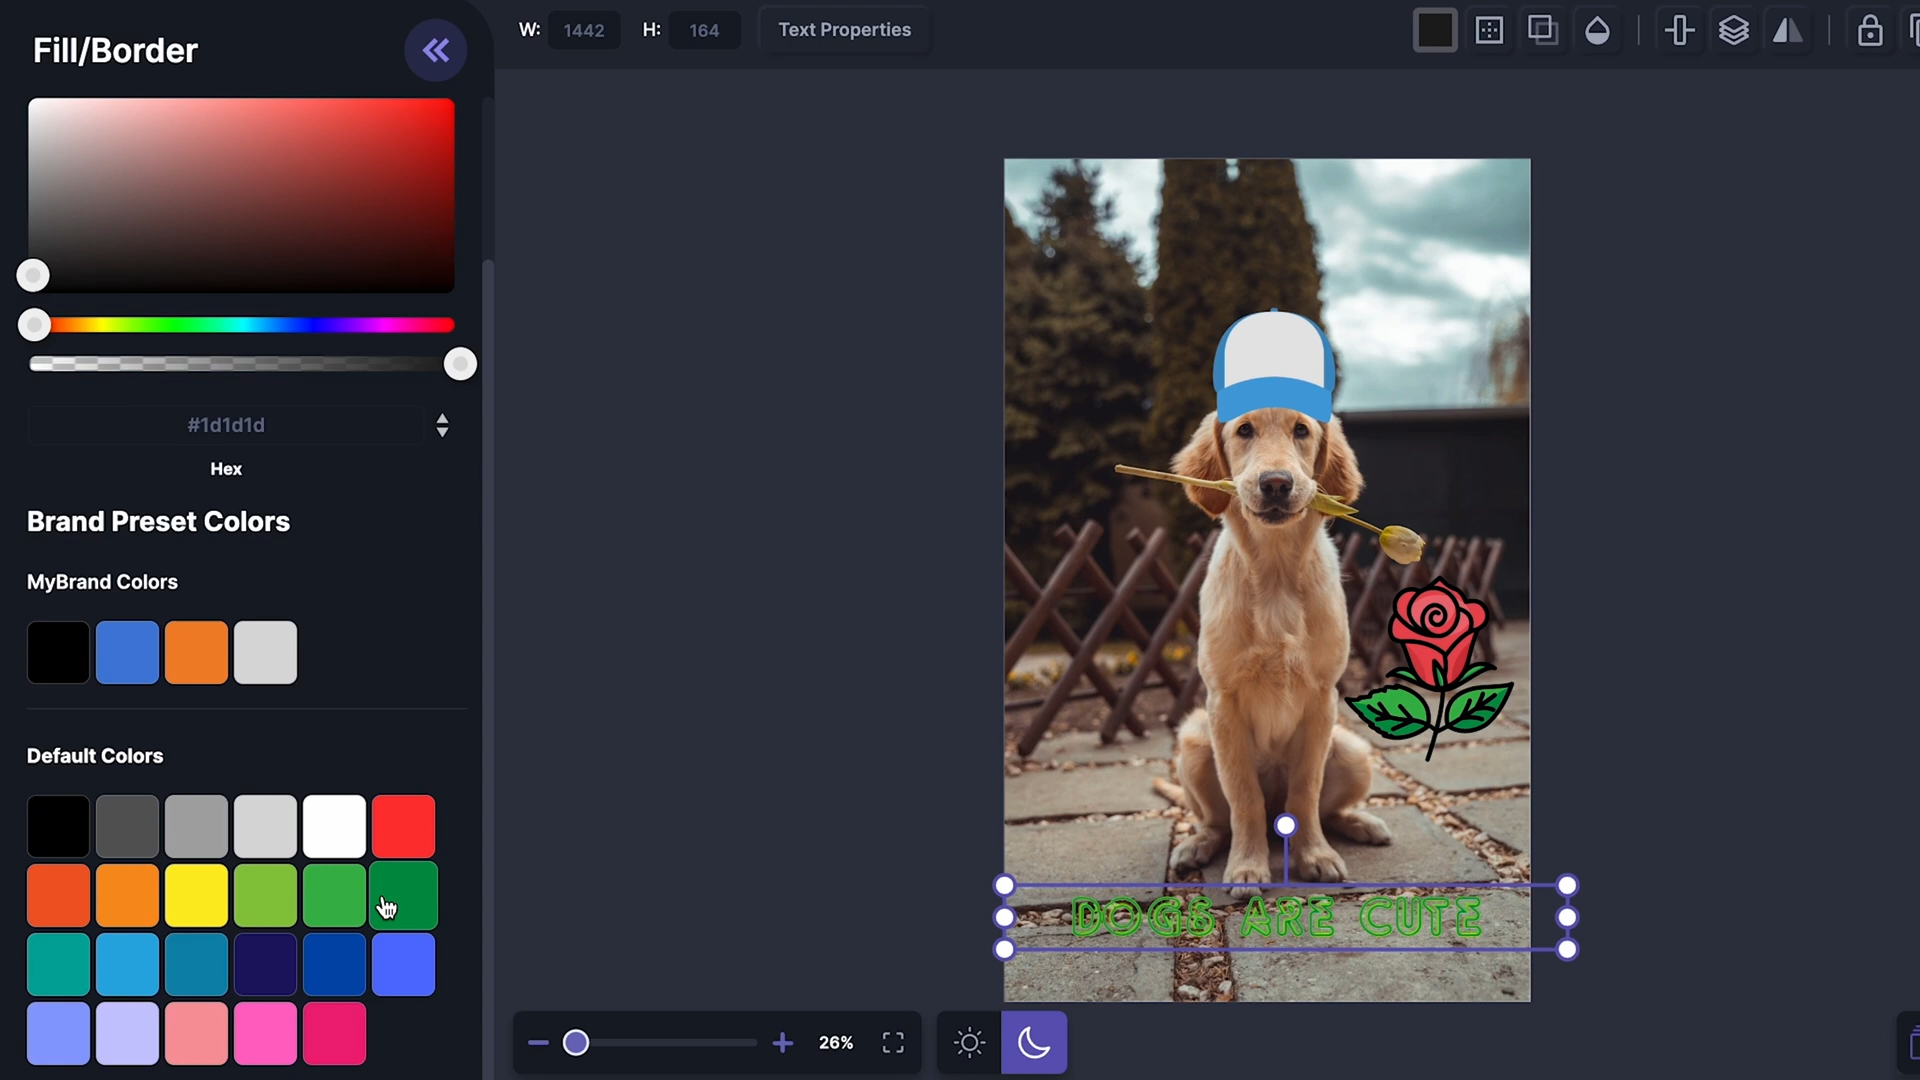 Fill/Border
W: 1442 H: 164 Text Properties
#1d1d1d
Hex
Brand Preset Colors
MyBrand Colors
Default Colors
DOGS ARE CUTE
26%